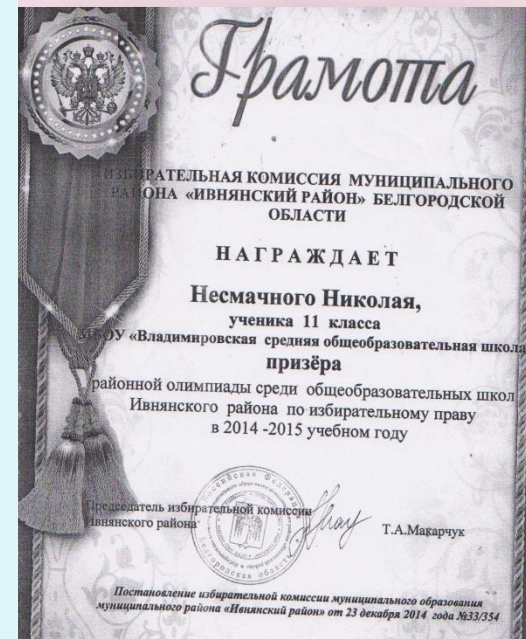 Грамота
ИЗБИРАТЕЛЬНАЯ КОМИССИЯ МУНИЦИПАЛЬНОГО
РАЙОНА «ИВНЯНСКИЙ РАЙОН» БЕЛГОРОДСКОЙ
ОБЛАСТИ
НАГРАЖДАЕТ
Несмачного Николая,
ученика 11 класса
«Владимировская средняя общеобразовательная школа
призёра
районной олимпиады среди общеобразовательных школ
Ивнянского района по избирательному праву
в 2014 -2015 учебном году
Председатель избирательной комиссии
Ивнянского района
Т.А.Макарчук
Постановление избирательной комиссии муниципального образования
муниципального района «Ивнянский район» от 23 декабря 2014 года №33/354